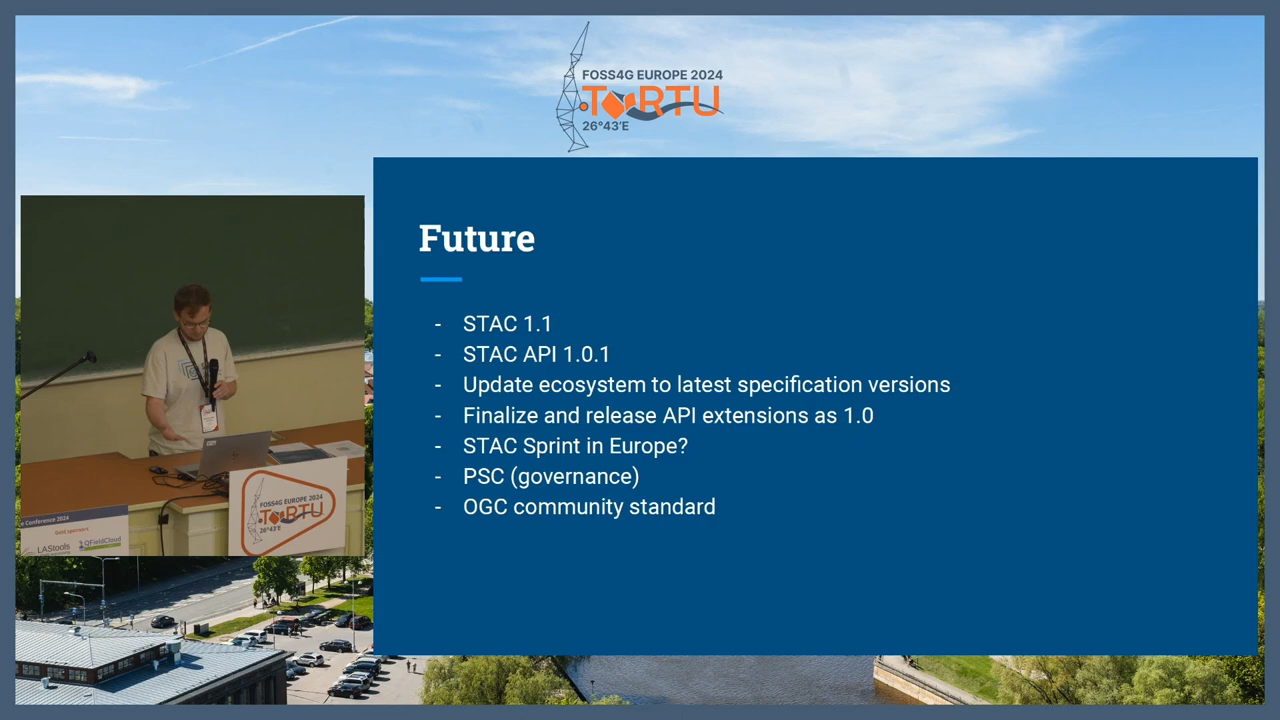 FOSS4G EUROPE 2024
TARTU
26°43'E
Future
- STAC 1.1
- STAC API 1.0.1
- Update ecosystem to latest specification versions
- Finalize and release API extensions as 1.0
- STAC Sprint in Europe?
- PSC (governance)
- OGC community standard
FOSS4G EUROPE 2024
TARTU
26°43'E
Conference 2024
Gold sponsors
LAStools
QFieldCloud